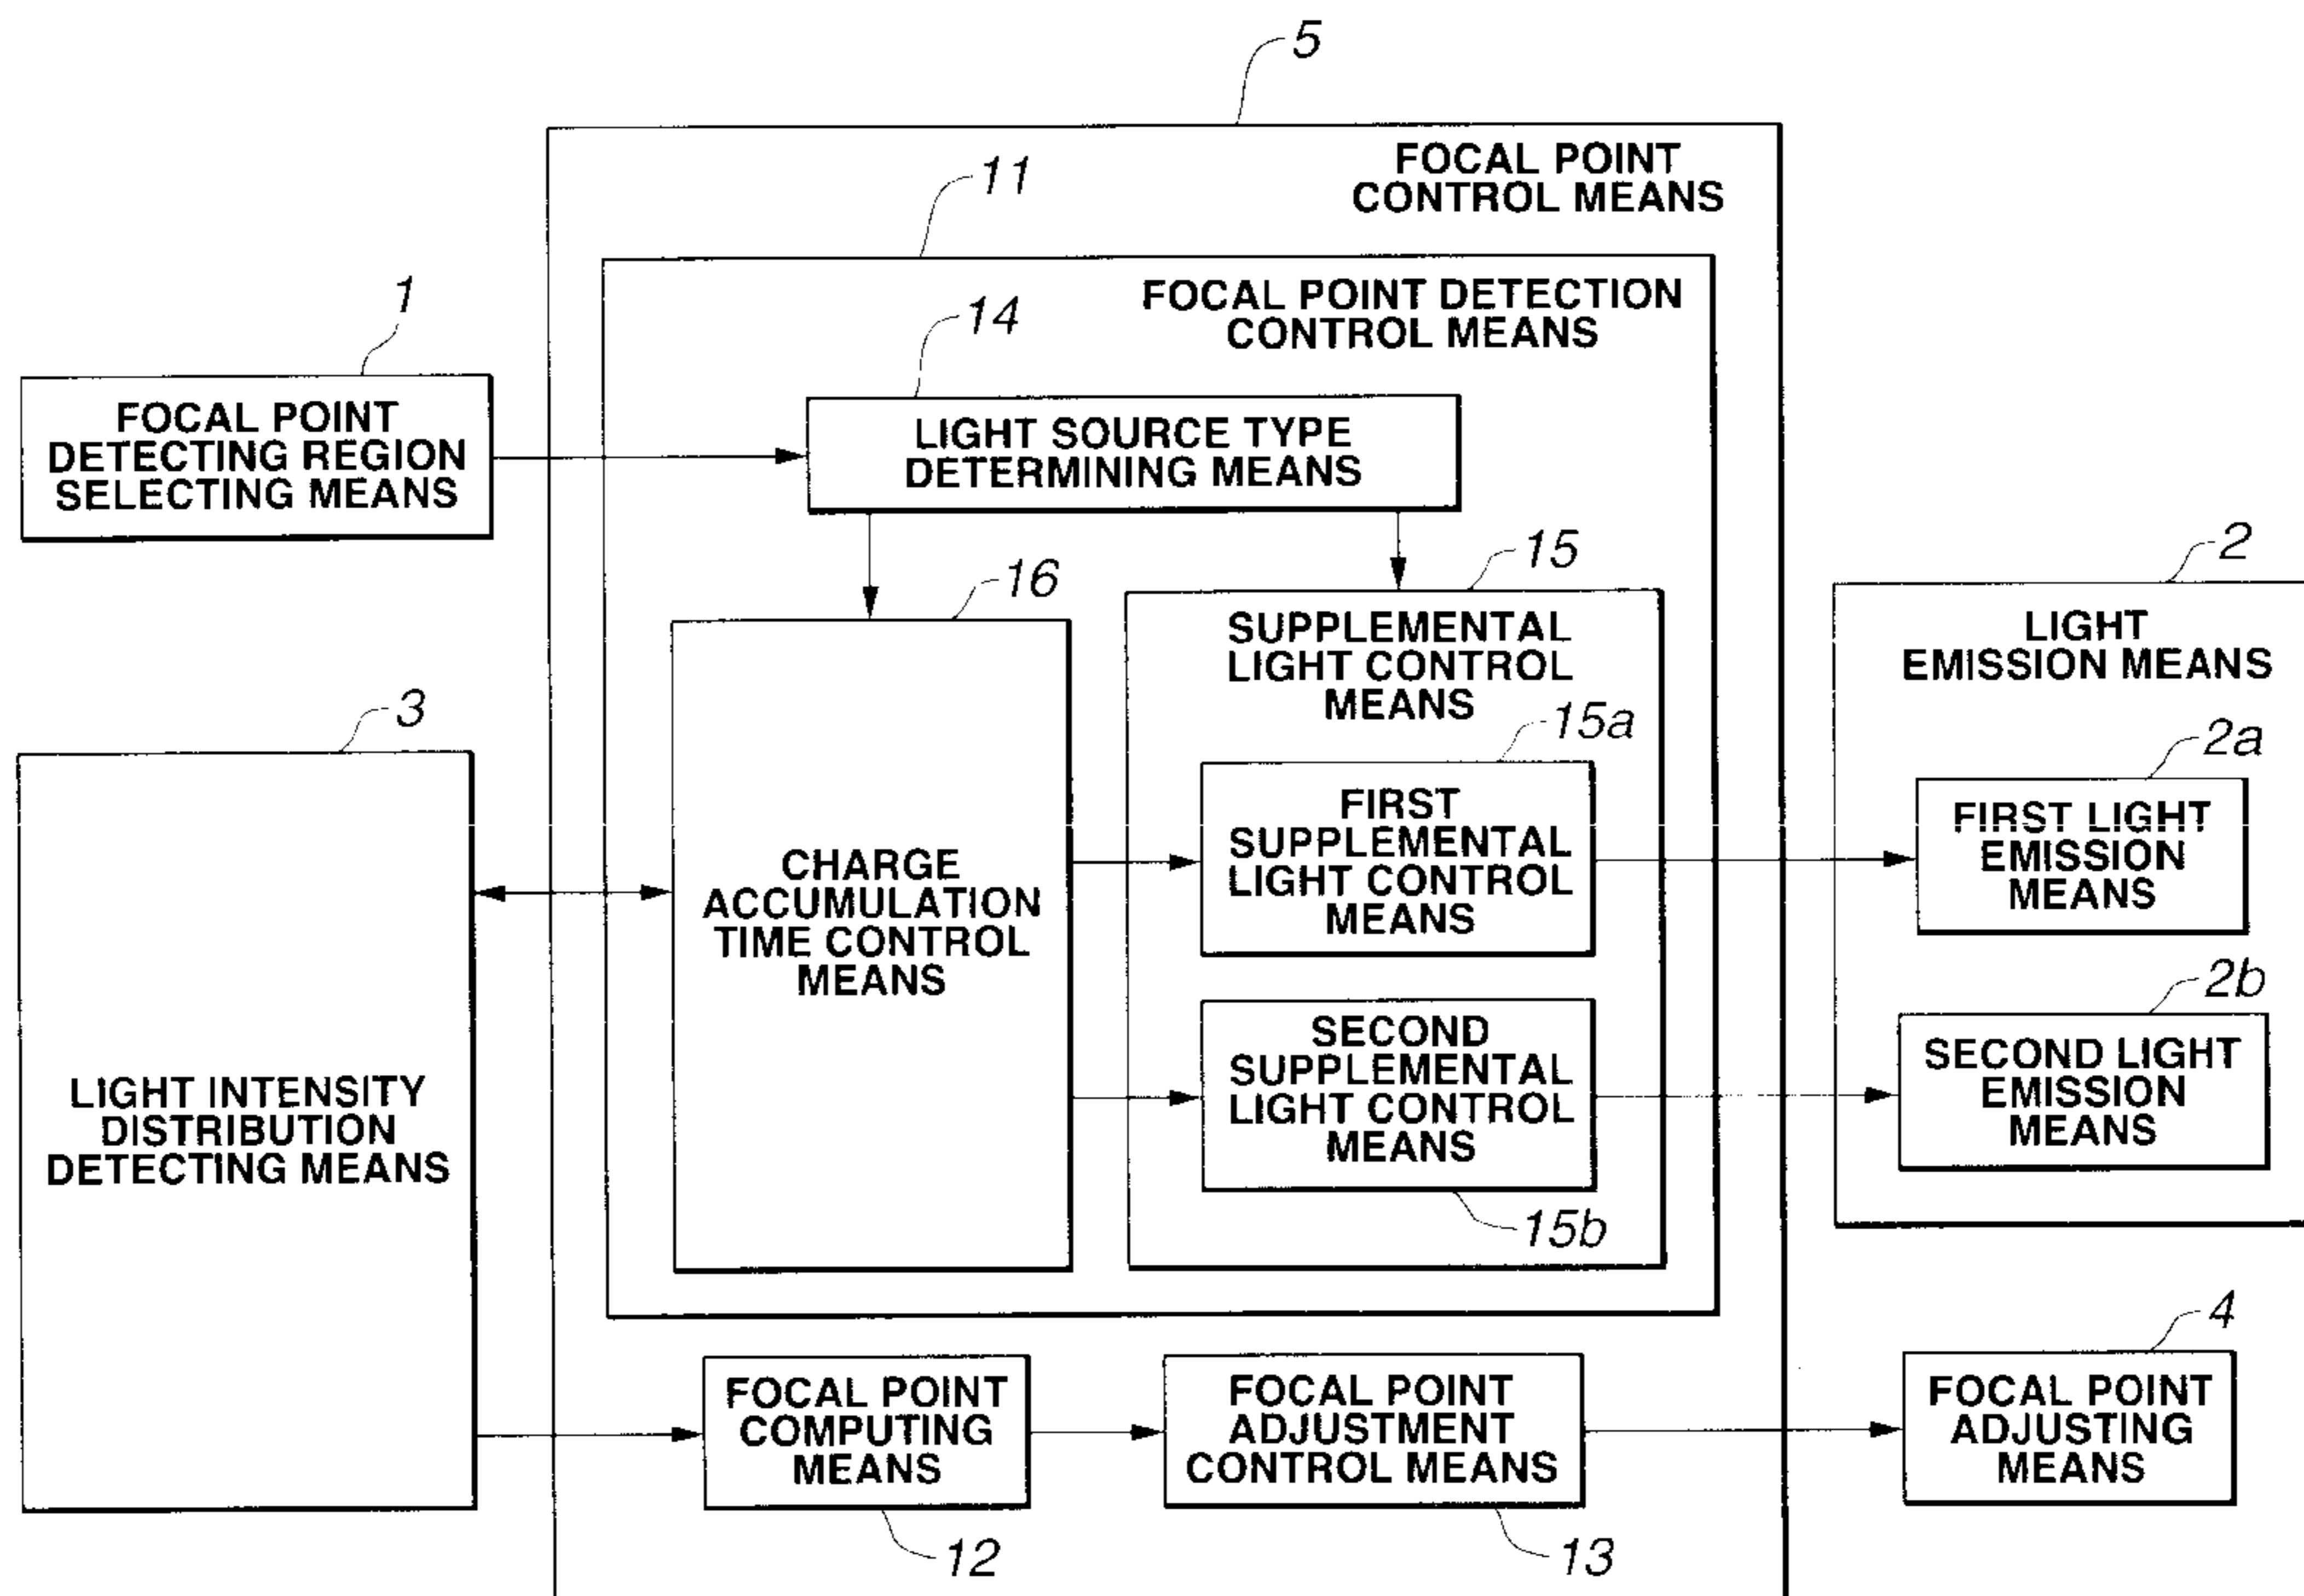 5
FOCAL POINT
CONTROL MEANS
11
FOCAL POINT DETECTION
CONTROL MEANS
1
14
FOCAL POINT
DETECTING REGION
SELECTING MEANS
LIGHT SOURCE TYPE
DETERMINING MEANS
16
15
2
SUPPLEMENTAL
LIGHT CONTROL
MEANS
LIGHT
EMISSION MEANS
3
15a
2a
CHARGE
ACCUMULATION
TIME CONTROL
MEANS
FIRST
SUPPLEMENTAL
LIGHT CONTROL
MEANS
FIRST LIGHT
EMISSION
MEANS
2b
LIGHT INTENSITY
DISTRIBUTION
DETECTING MEANS
SECOND
SUPPLEMENTAL
LIGHT CONTROL
MEANS
SECOND LIGHT
EMISSION
MEANS
15b
4
FOCAL POINT
COMPUTING
MEANS
FOCAL POINT
ADJUSTMENT
CONTROL MEANS
FOCAL POINT
ADJUSTING
MEANS
12
13